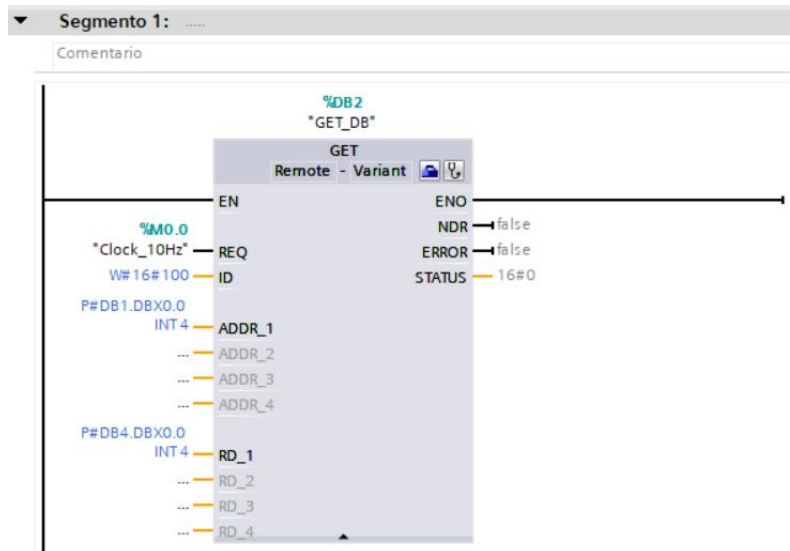 Segmento 1: .....
Comentario
%DB2
"GET_DB"
GET
Remote - Variant
EN ENO
%M0.0 NDR false
"Clock_10Hz" REQ ERROR false
W#16#100 ID STATUS 16#0
P#DB1.DBX0.0
INT 4 ADDR_1
... ADDR_2
... ADDR_3
... ADDR_4
P#DB4.DBX0.0
INT 4 RD_1
... RD_2
... RD_3
... RD_4